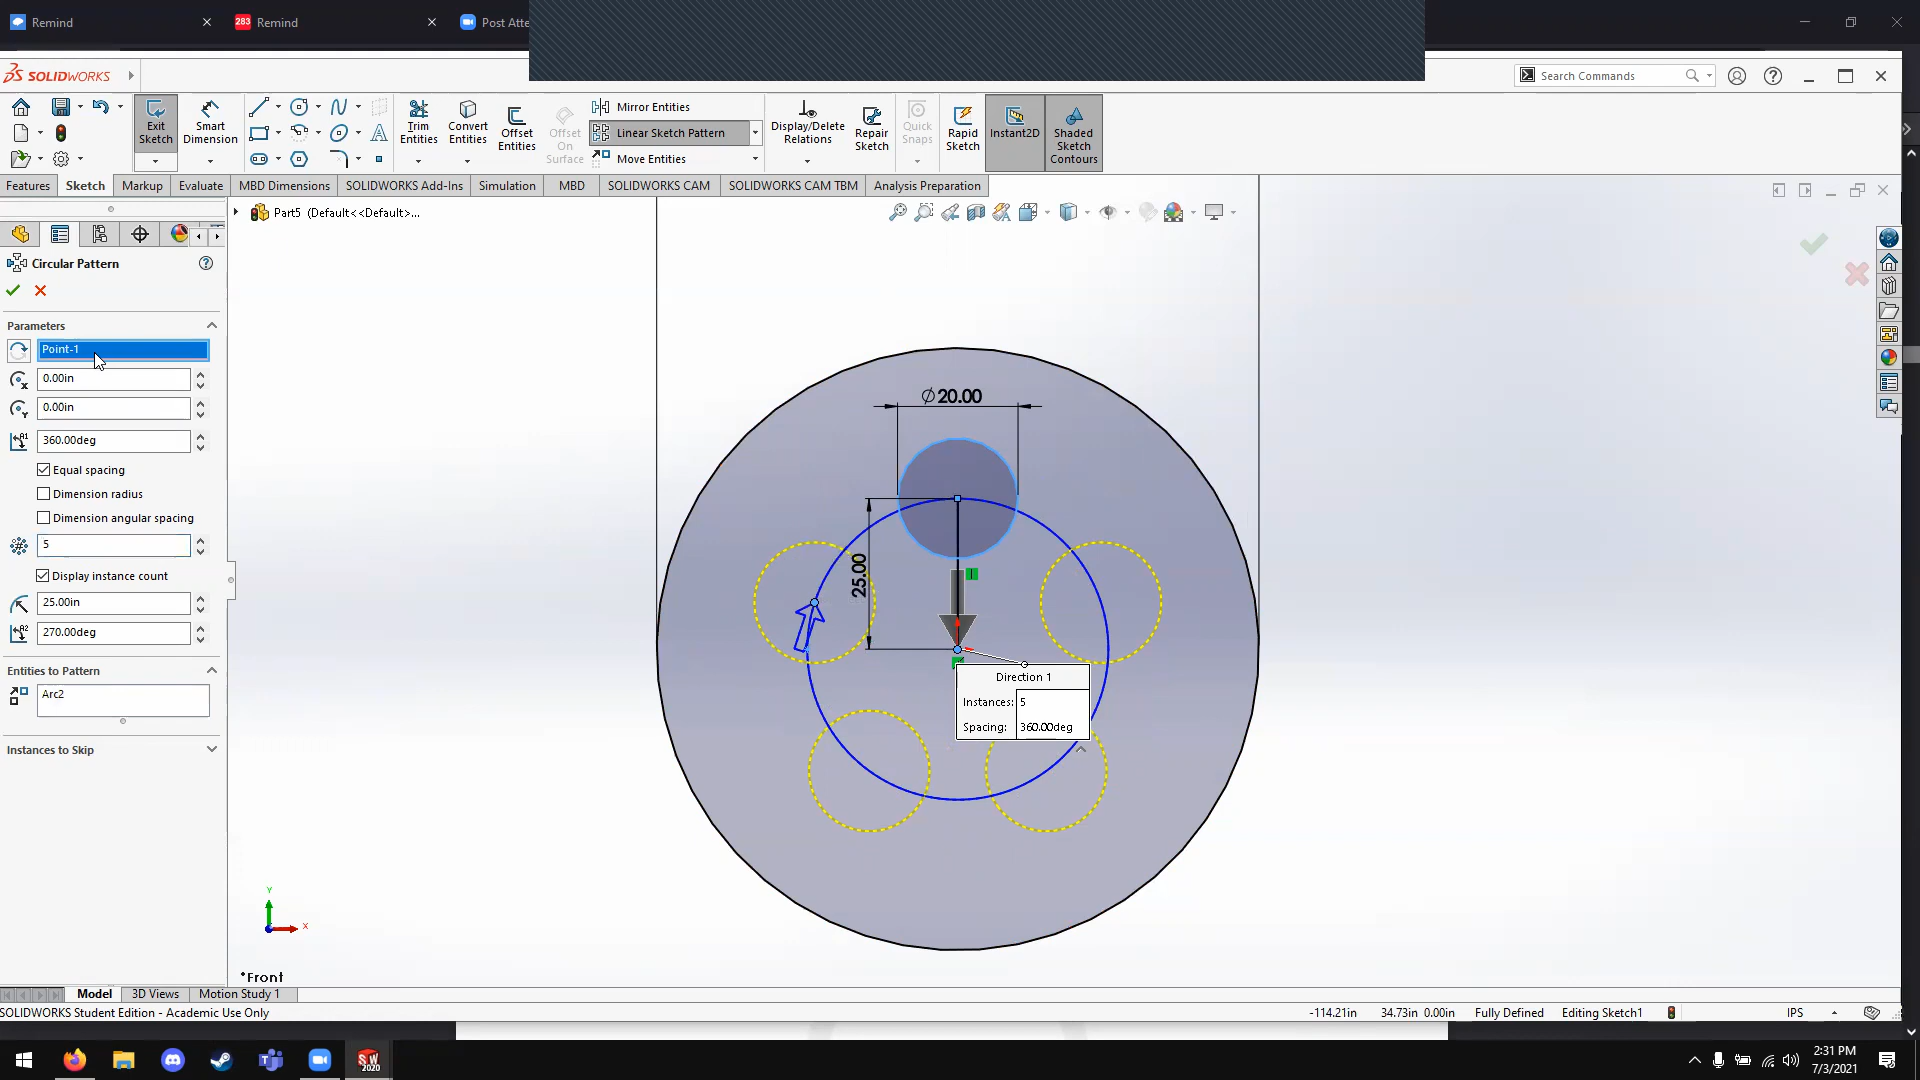 Remind
283 Remind
Post Atte
SOLIDWORKS
Search Commands
Exit Sketch
Smart Dimension
Trim Entities
Convert Entities
Offset Entities
Offset On Surface
Mirror Entities
Linear Sketch Pattern
Move Entities
Display/Delete Relations
Repair Sketch
Quick Snaps
Rapid Sketch
Instant2D
Shaded Sketch Contours
Features Sketch Markup Evaluate MBD Dimensions SOLIDWORKS Add-Ins Simulation MBD SOLIDWORKS CAM SOLIDWORKS CAM TBM Analysis Preparation
Part5 (Default<<Default>...
Circular Pattern
Parameters
Point-1
0.00in
0.00in
360.00deg
Equal spacing
Dimension radius
Dimension angular spacing
5
Display instance count
25.00in
270.00deg
Entities to Pattern
Arc2
Instances to Skip
∅20.00
25.00
Direction 1
Instances: 5
Spacing: 360.00deg
Y
X
*Front
Model 3D Views Motion Study 1
SOLIDWORKS Student Edition - Academic Use Only
-114.21in 34.73in 0.00in Fully Defined Editing Sketch1 IPS
SW 2020
2:31 PM
7/3/2021